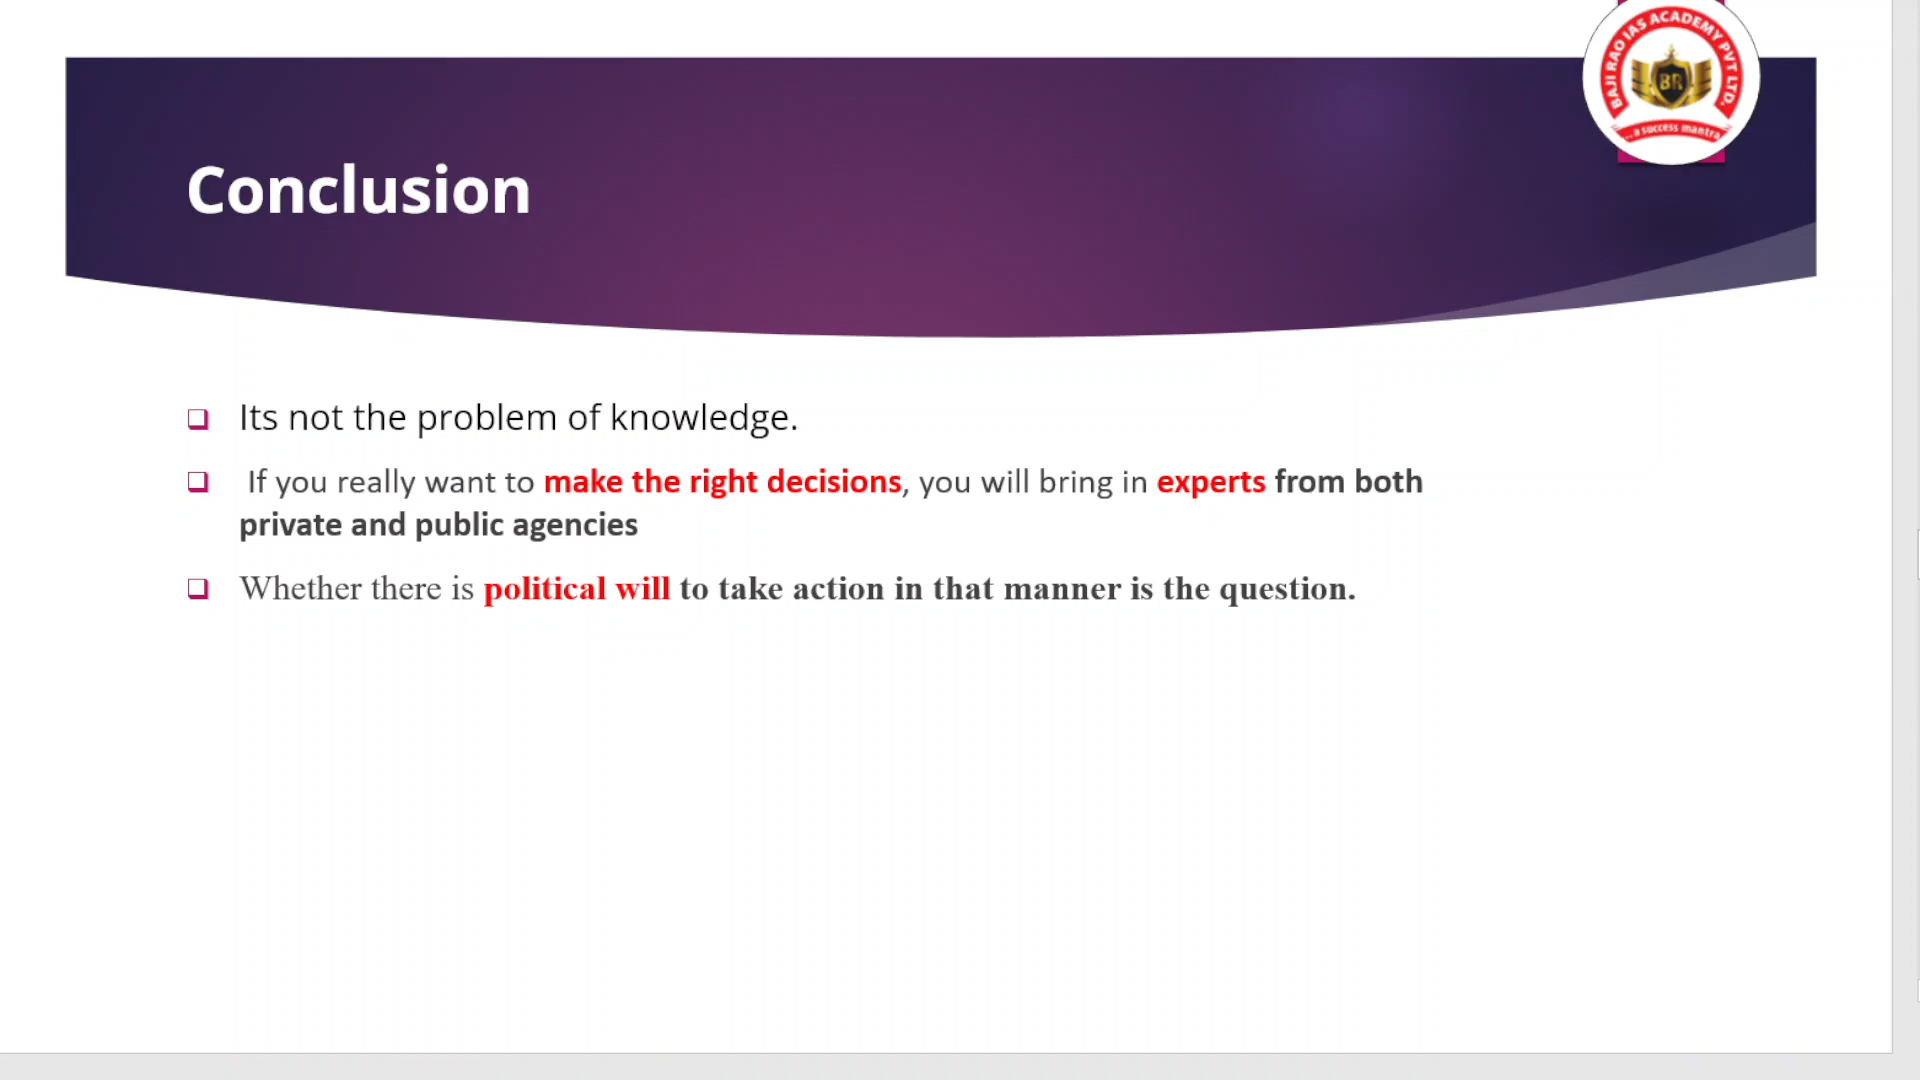 BAJI RAO IAS ACADEMY PVT LTD.
BR
...a success mantra
Conclusion
Its not the problem of knowledge.
If you really want to make the right decisions, you will bring in experts from both
private and public agencies
Whether there is political will to take action in that manner is the question.